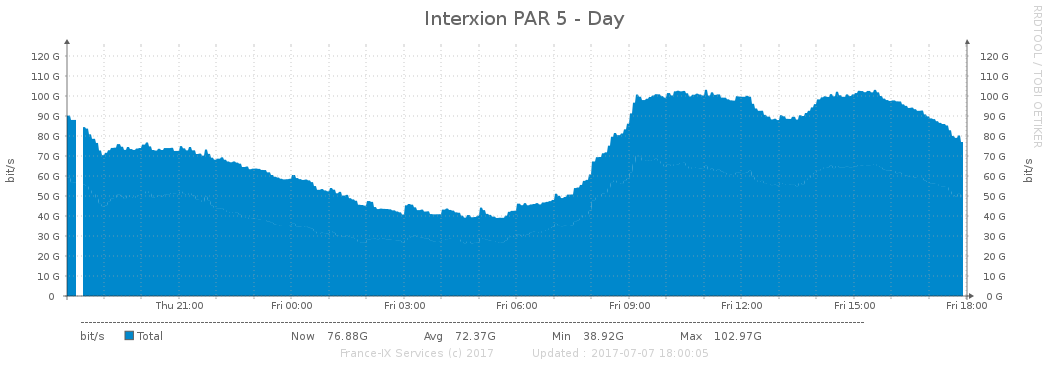 Interxion PAR 5 - Day
RRDTOOL / TOBI OETIKER
120 G 120 G
110 G 110 G
100 G 100 G
90 G 90 G
80 G 80 G
70 G 70 G
60 G 60 G
50 G 50 G
40 G 40 G
30 G 30 G
20 G 20 G
10 G 10 G
0 0 G
bit/s
bit/s
Thu 21:00 Fri 00:00 Fri 03:00 Fri 06:00 Fri 09:00 Fri 12:00 Fri 15:00 Fri 18:00
bit/s Total Now 76.88G Avg 72.37G Min 38.92G Max 102.97G
France-IX Services (c) 2017 Updated : 2017-07-07 18:00:05